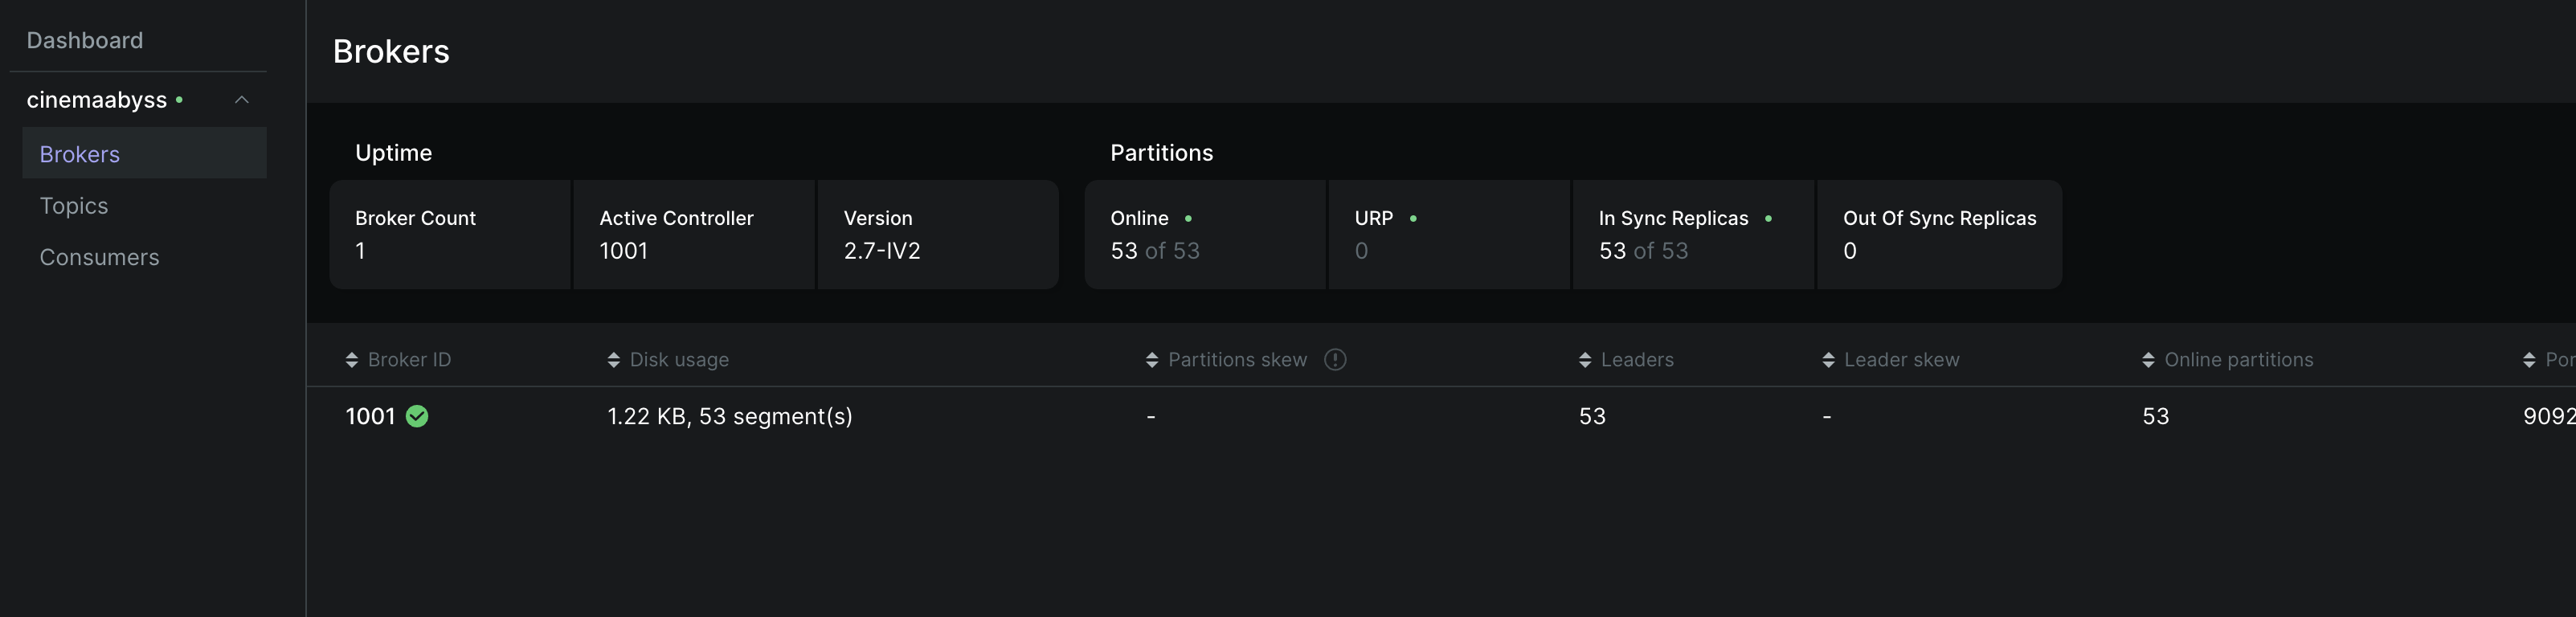 Dashboard
cinemaabyss
Brokers
Topics
Consumers
Brokers
Uptime
Broker Count
1
Active Controller
1001
Version
2.7-IV2
Partitions
Online
53 of 53
URP
0
In Sync Replicas
53 of 53
Out Of Sync Replicas
0
Broker ID Disk usage Partitions skew Leaders Leader skew Online partitions Por
1001 1.22 KB, 53 segment(s) - 53 - 53 9092